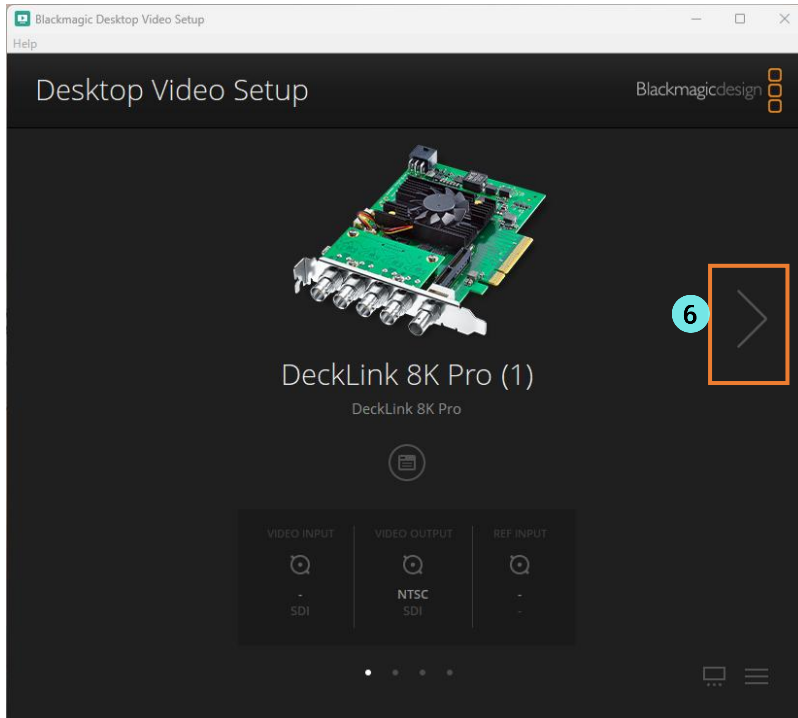 Blackmagic Desktop Video Setup
Help
Desktop Video Setup
Blackmagicdesign
6
DeckLink 8K Pro (1)
DeckLink 8K Pro
VIDEO INPUT VIDEO OUTPUT REF INPUT
- NTSC -
SDI SDI -